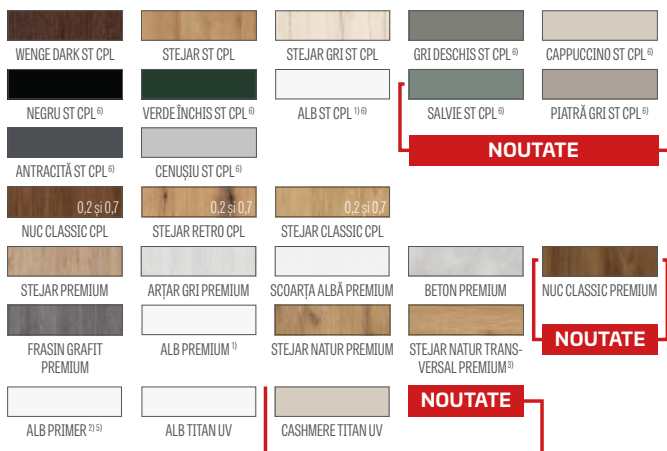 WENGE DARK ST CPL
STEJAR ST CPL
STEJAR GRI ST CPL
GRI DESCHIS ST CPL 6)
CAPPUCCINO ST CPL 6)
NEGRU ST CPL 6)
VERDE ÎNCHIS ST CPL 6)
ALB ST CPL 1) 6)
SALVIE ST CPL 6)
PIATRĂ GRI ST CPL 6)
NOUTATE
ANTRACITĂ ST CPL 6)
CENUȘIU ST CPL 6)
0,2 și 0,7
0,2 și 0,7
0,2 și 0,7
NUC CLASSIC CPL
STEJAR RETRO CPL
STEJAR CLASSIC CPL
STEJAR PREMIUM
ARȚAR GRI PREMIUM
SCOARȚA ALBĂ PREMIUM
BETON PREMIUM
NUC CLASSIC PREMIUM
NOUTATE
FRASIN GRAFIT
PREMIUM
ALB PREMIUM 1)
STEJAR NATUR PREMIUM
STEJAR NATUR TRANS-
VERSAL PREMIUM 3)
NOUTATE
ALB PRIMER 2) 5)
ALB TITAN UV
CASHMERE TITAN UV